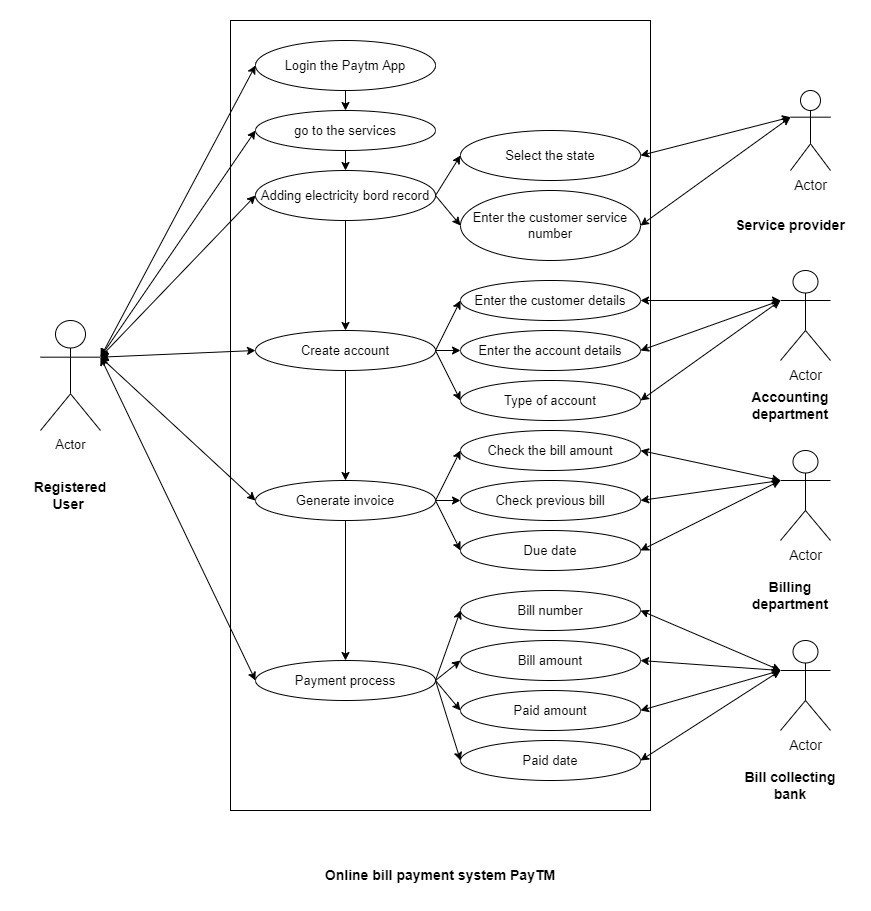 Login the Paytm App
go to the services
Adding electricity bord record
Select the state
Enter the customer service
number
Actor
Service provider
Create account
Enter the customer details
Enter the account details
Type of account
Actor
Accounting
department
Actor
Registered
User
Generate invoice
Check the bill amount
Check previous bill
Due date
Actor
Billing
department
Payment process
Bill number
Bill amount
Paid amount
Paid date
Actor
Bill collecting
bank
Online bill payment system PayTM